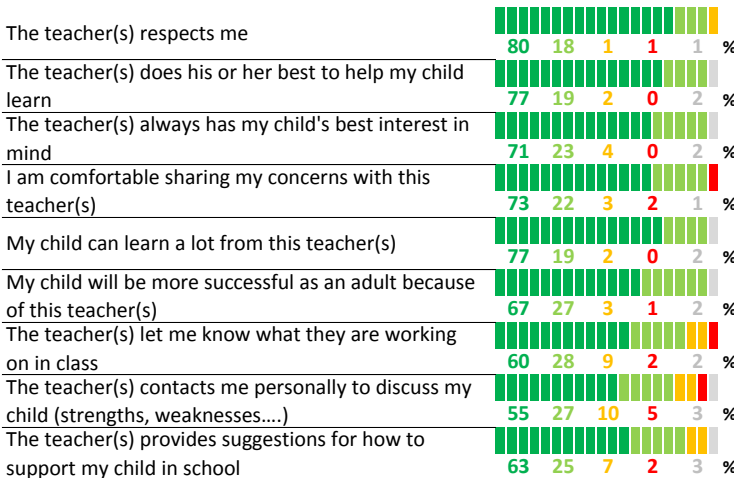 The teacher(s) respects me
80 18 1 1 1 %
The teacher(s) does his or her best to help my child
learn
77 19 2 0 2 %
The teacher(s) always has my child's best interest in
mind
71 23 4 0 2 %
I am comfortable sharing my concerns with this
teacher(s)
73 22 3 2 1 %
My child can learn a lot from this teacher(s)
77 19 2 0 2 %
My child will be more successful as an adult because
of this teacher(s)
67 27 3 1 2 %
The teacher(s) let me know what they are working
on in class
60 28 9 2 2 %
The teacher(s) contacts me personally to discuss my
child (strengths, weaknesses....)
55 27 10 5 3 %
The teacher(s) provides suggestions for how to
support my child in school
63 25 7 2 3 %